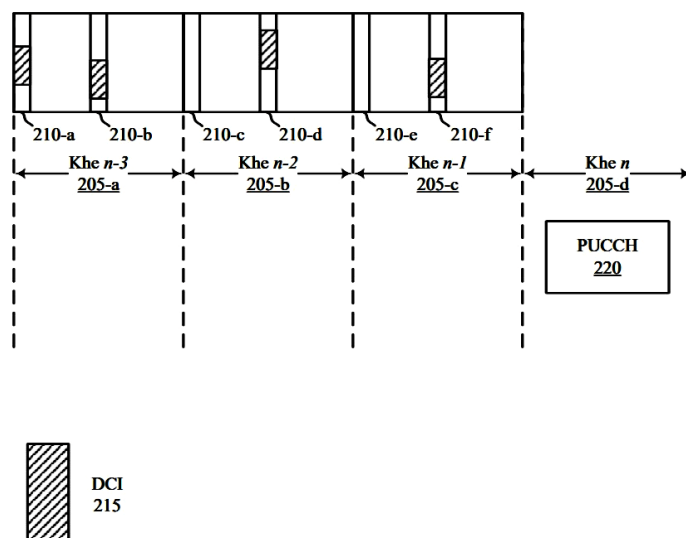 210-a 210-b 210-c 210-d 210-e 210-f
Khe n-3 Khe n-2 Khe n-1 Khe n
205-a 205-b 205-c 205-d
PUCCH
220
DCI
215